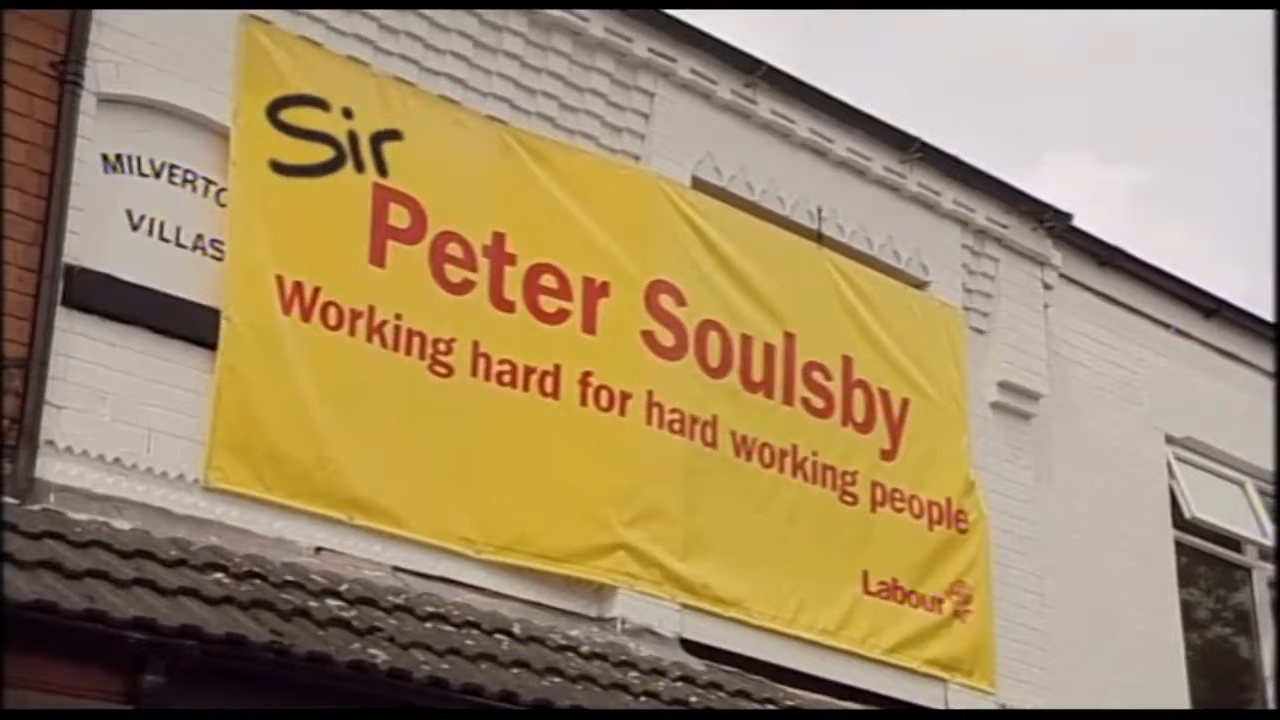 MILVERTO
VILLAS
Sir
Peter Soulsby
Working hard for hard working people
Labour